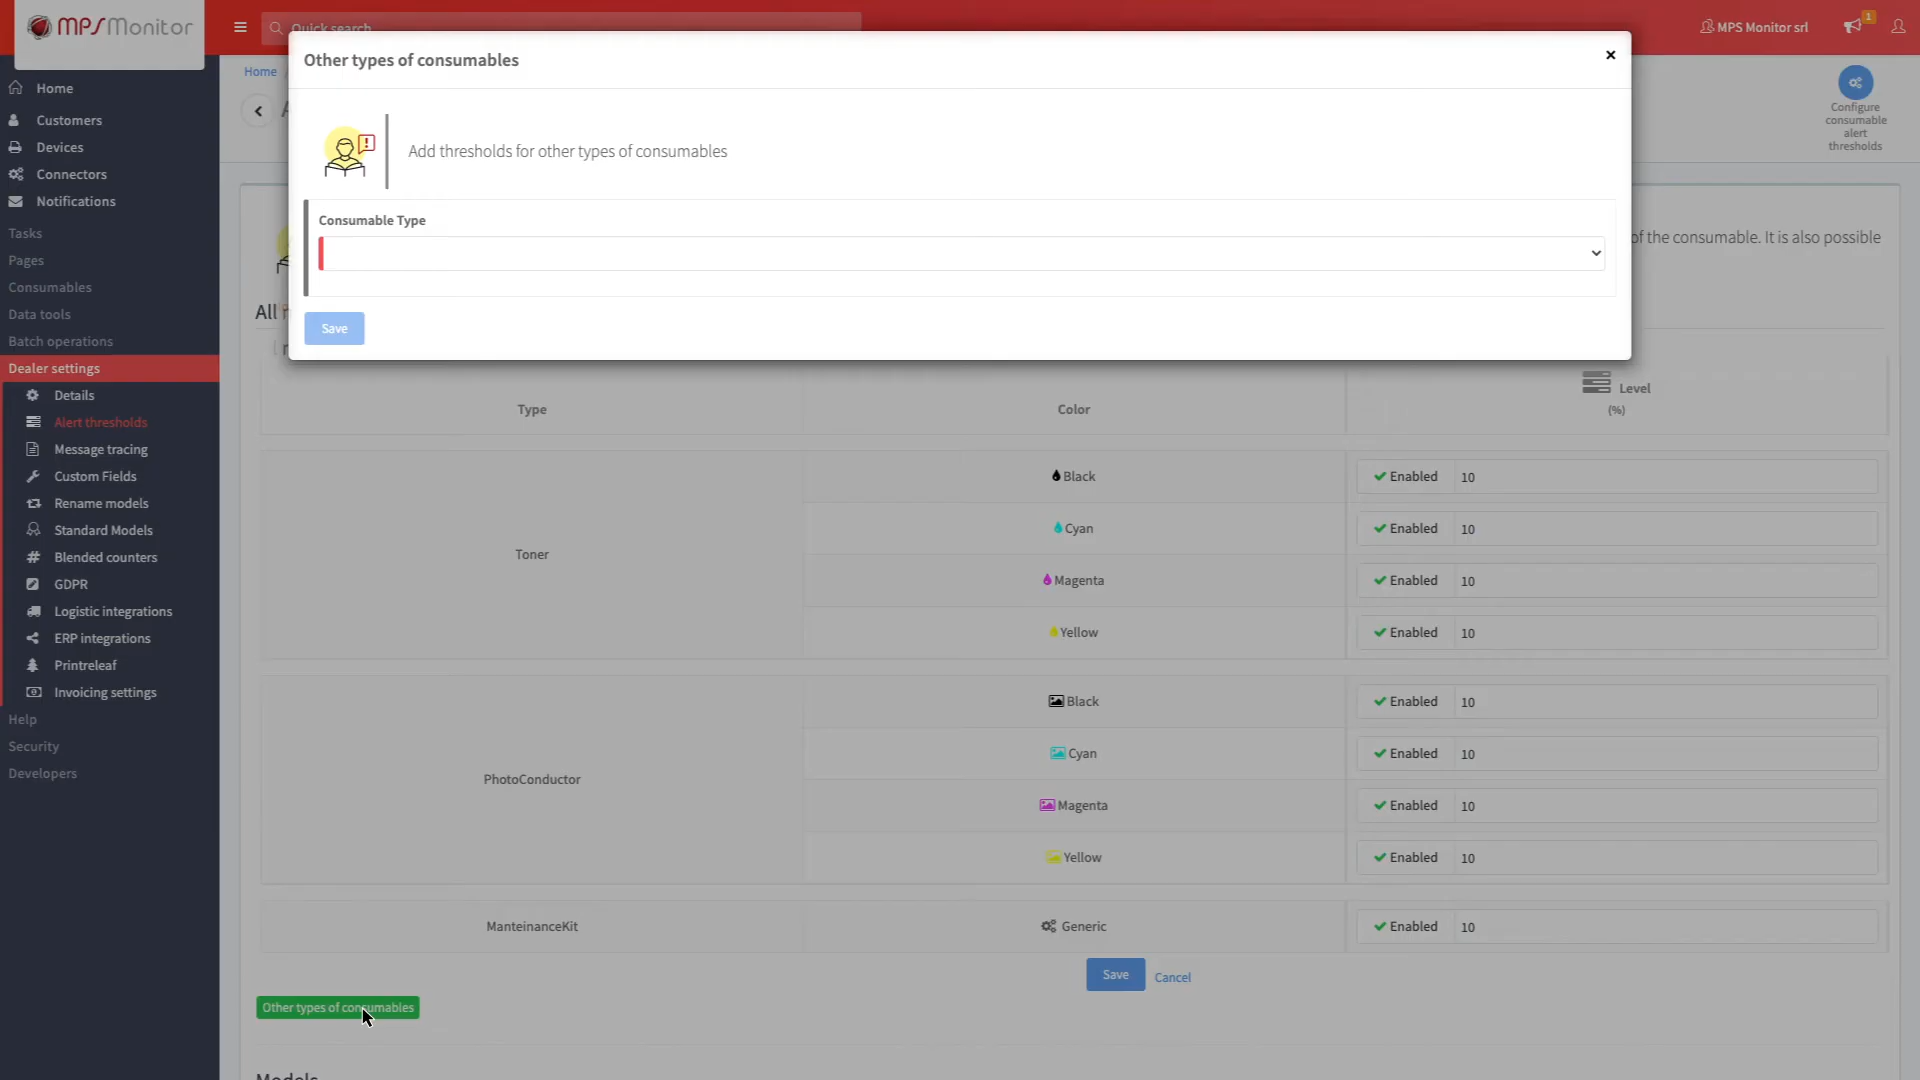 MPSMonitor
Quick search
MPS Monitor srl
1
Home
Customers
Devices
Connectors
Notifications
Tasks
Pages
Consumables
Data tools
Batch operations
Dealer settings
Details
Alert thresholds
Message tracing
Custom Fields
Rename models
Standard Models
Blended counters
GDPR
Logistic integrations
ERP integrations
Printreleaf
Invoicing settings
Help
Security
Developers
Home
Configure
consumable
alert
thresholds
Other types of consumables
×
Add thresholds for other types of consumables
Consumable Type
Save
of the consumable. It is also possible
All
Type Color Level
(%)
Toner
Black Enabled 10
Cyan Enabled 10
Magenta Enabled 10
Yellow Enabled 10
PhotoConductor
Black Enabled 10
Cyan Enabled 10
Magenta Enabled 10
Yellow Enabled 10
ManteinanceKit Generic Enabled 10
Save Cancel
Other types of consumables
Models